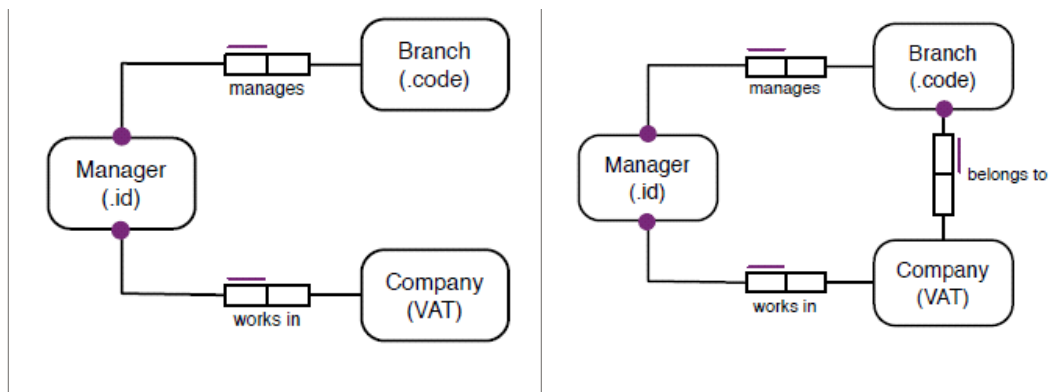 Branch
(.code)
manages
Manager
(.id)
Company
(VAT)
works in
Branch
(.code)
manages
Manager
(.id)
belongs to
Company
(VAT)
works in